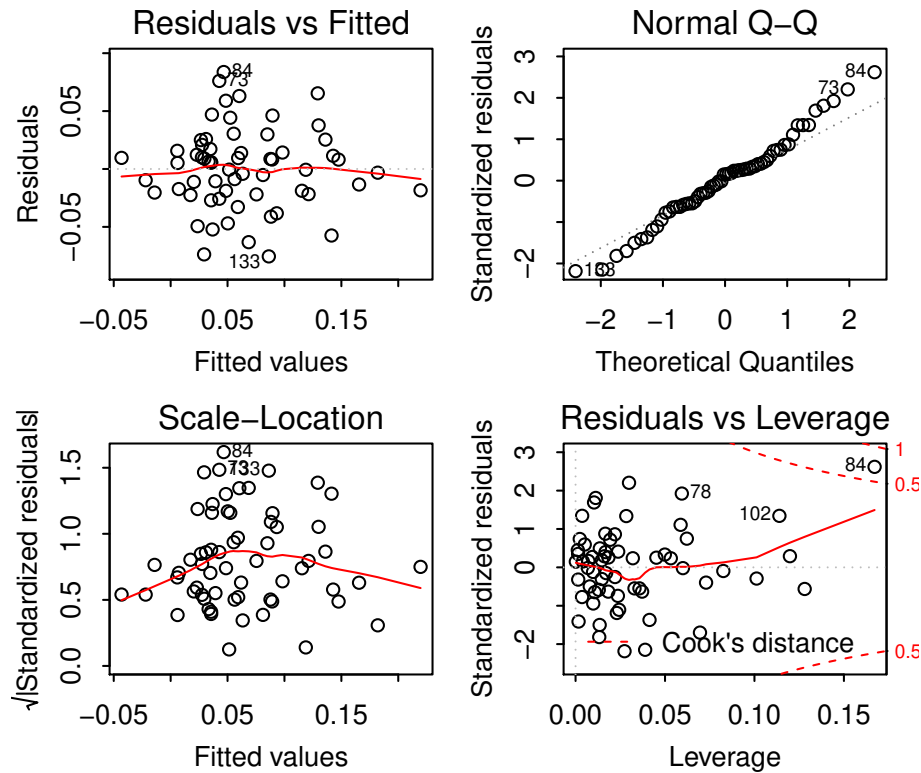 Residuals vs Fitted
Residuals
0.05
−0.05
84
73
133
−0.05 0.05 0.15
Fitted values
Normal Q−Q
Standardized residuals
3
2
1
0
−2
84
73
133
−2 −1 0 1 2
Theoretical Quantiles
Scale−Location
√|Standardized residuals|
1.5
1.0
0.5
0.0
84
73
133
−0.05 0.05 0.15
Fitted values
Residuals vs Leverage
Standardized residuals
3
2
0
−2
84
78
102
1
0.5
0.5
Cook's distance
0.00 0.05 0.10 0.15
Leverage